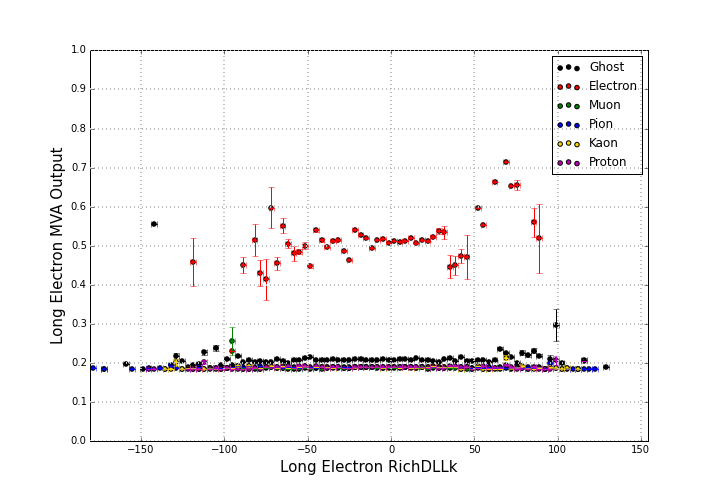 1.0
0.9
0.8
0.7
0.6
0.5
0.4
0.3
0.2
0.1
0.0
Long Electron MVA Output
Ghost
Electron
Muon
Pion
Kaon
Proton
−150 −100 −50 0 50 100 150
Long Electron RichDLLk